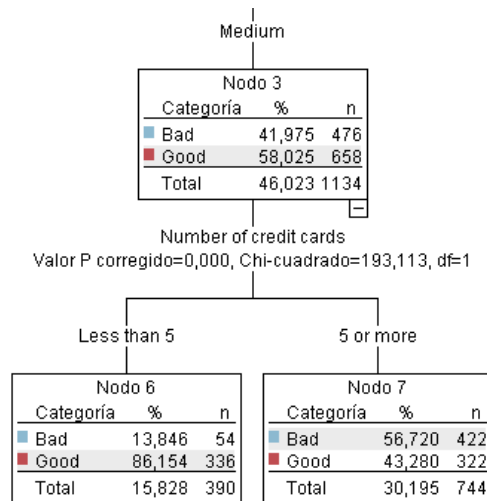 Medium
Nodo 3
Categoría % n
Bad 41,975 476
Good 58,025 658
Total 46,023 1134
Number of credit cards
Valor P corregido=0,000, Chi-cuadrado=193,113, df=1
Less than 5
5 or more
Nodo 6
Categoría % n
Bad 13,846 54
Good 86,154 336
Total 15,828 390
Nodo 7
Categoría % n
Bad 56,720 422
Good 43,280 322
Total 30,195 744